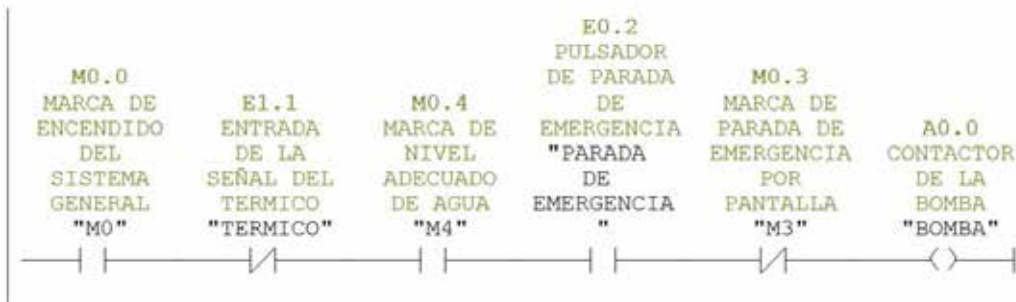 M0.0
MARCA DE
ENCENDIDO
DEL
SISTEMA
GENERAL
"M0"
E1.1
ENTRADA
DE LA
SEÑAL DEL
TERMICO
"TERMICO"
M0.4
MARCA DE
NIVEL
ADECUADO
DE AGUA
"M4"
E0.2
PULSADOR
DE PARADA
DE
EMERGENCIA
"PARADA
DE
EMERGENCIA
"
M0.3
MARCA DE
PARADA DE
EMERGENCIA
POR
PANTALLA
"M3"
A0.0
CONTACTOR
DE LA
BOMBA
"BOMBA"